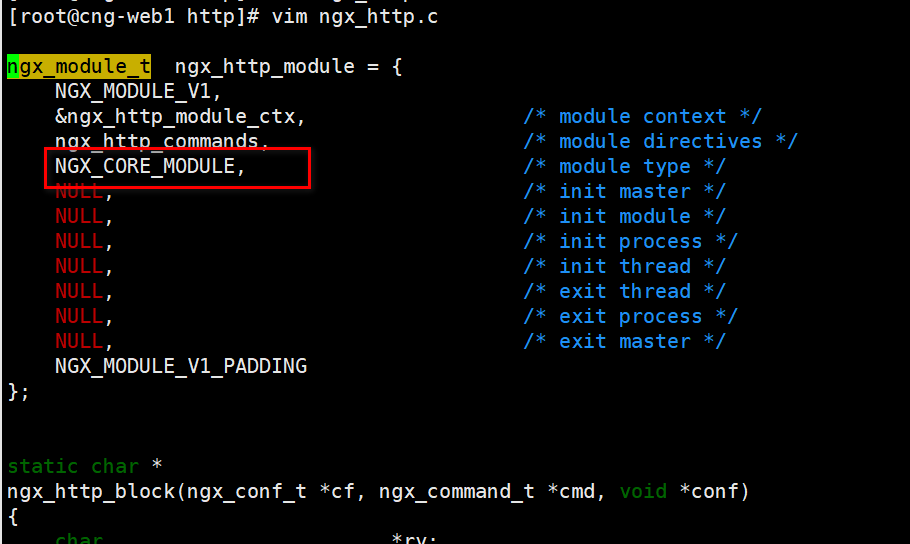 [root@cng-web1 http]# vim ngx_http.c
ngx_module_t  ngx_http_module = {
    NGX_MODULE_V1,
    &ngx_http_module_ctx,                  /* module context */
    ngx_http_commands,                     /* module directives */
    NGX_CORE_MODULE,                       /* module type */
    NULL,                                  /* init master */
    NULL,                                  /* init module */
    NULL,                                  /* init process */
    NULL,                                  /* init thread */
    NULL,                                  /* exit thread */
    NULL,                                  /* exit process */
    NULL,                                  /* exit master */
    NGX_MODULE_V1_PADDING
};
static char *
ngx_http_block(ngx_conf_t *cf, ngx_command_t *cmd, void *conf)
{
    char                        *rv;